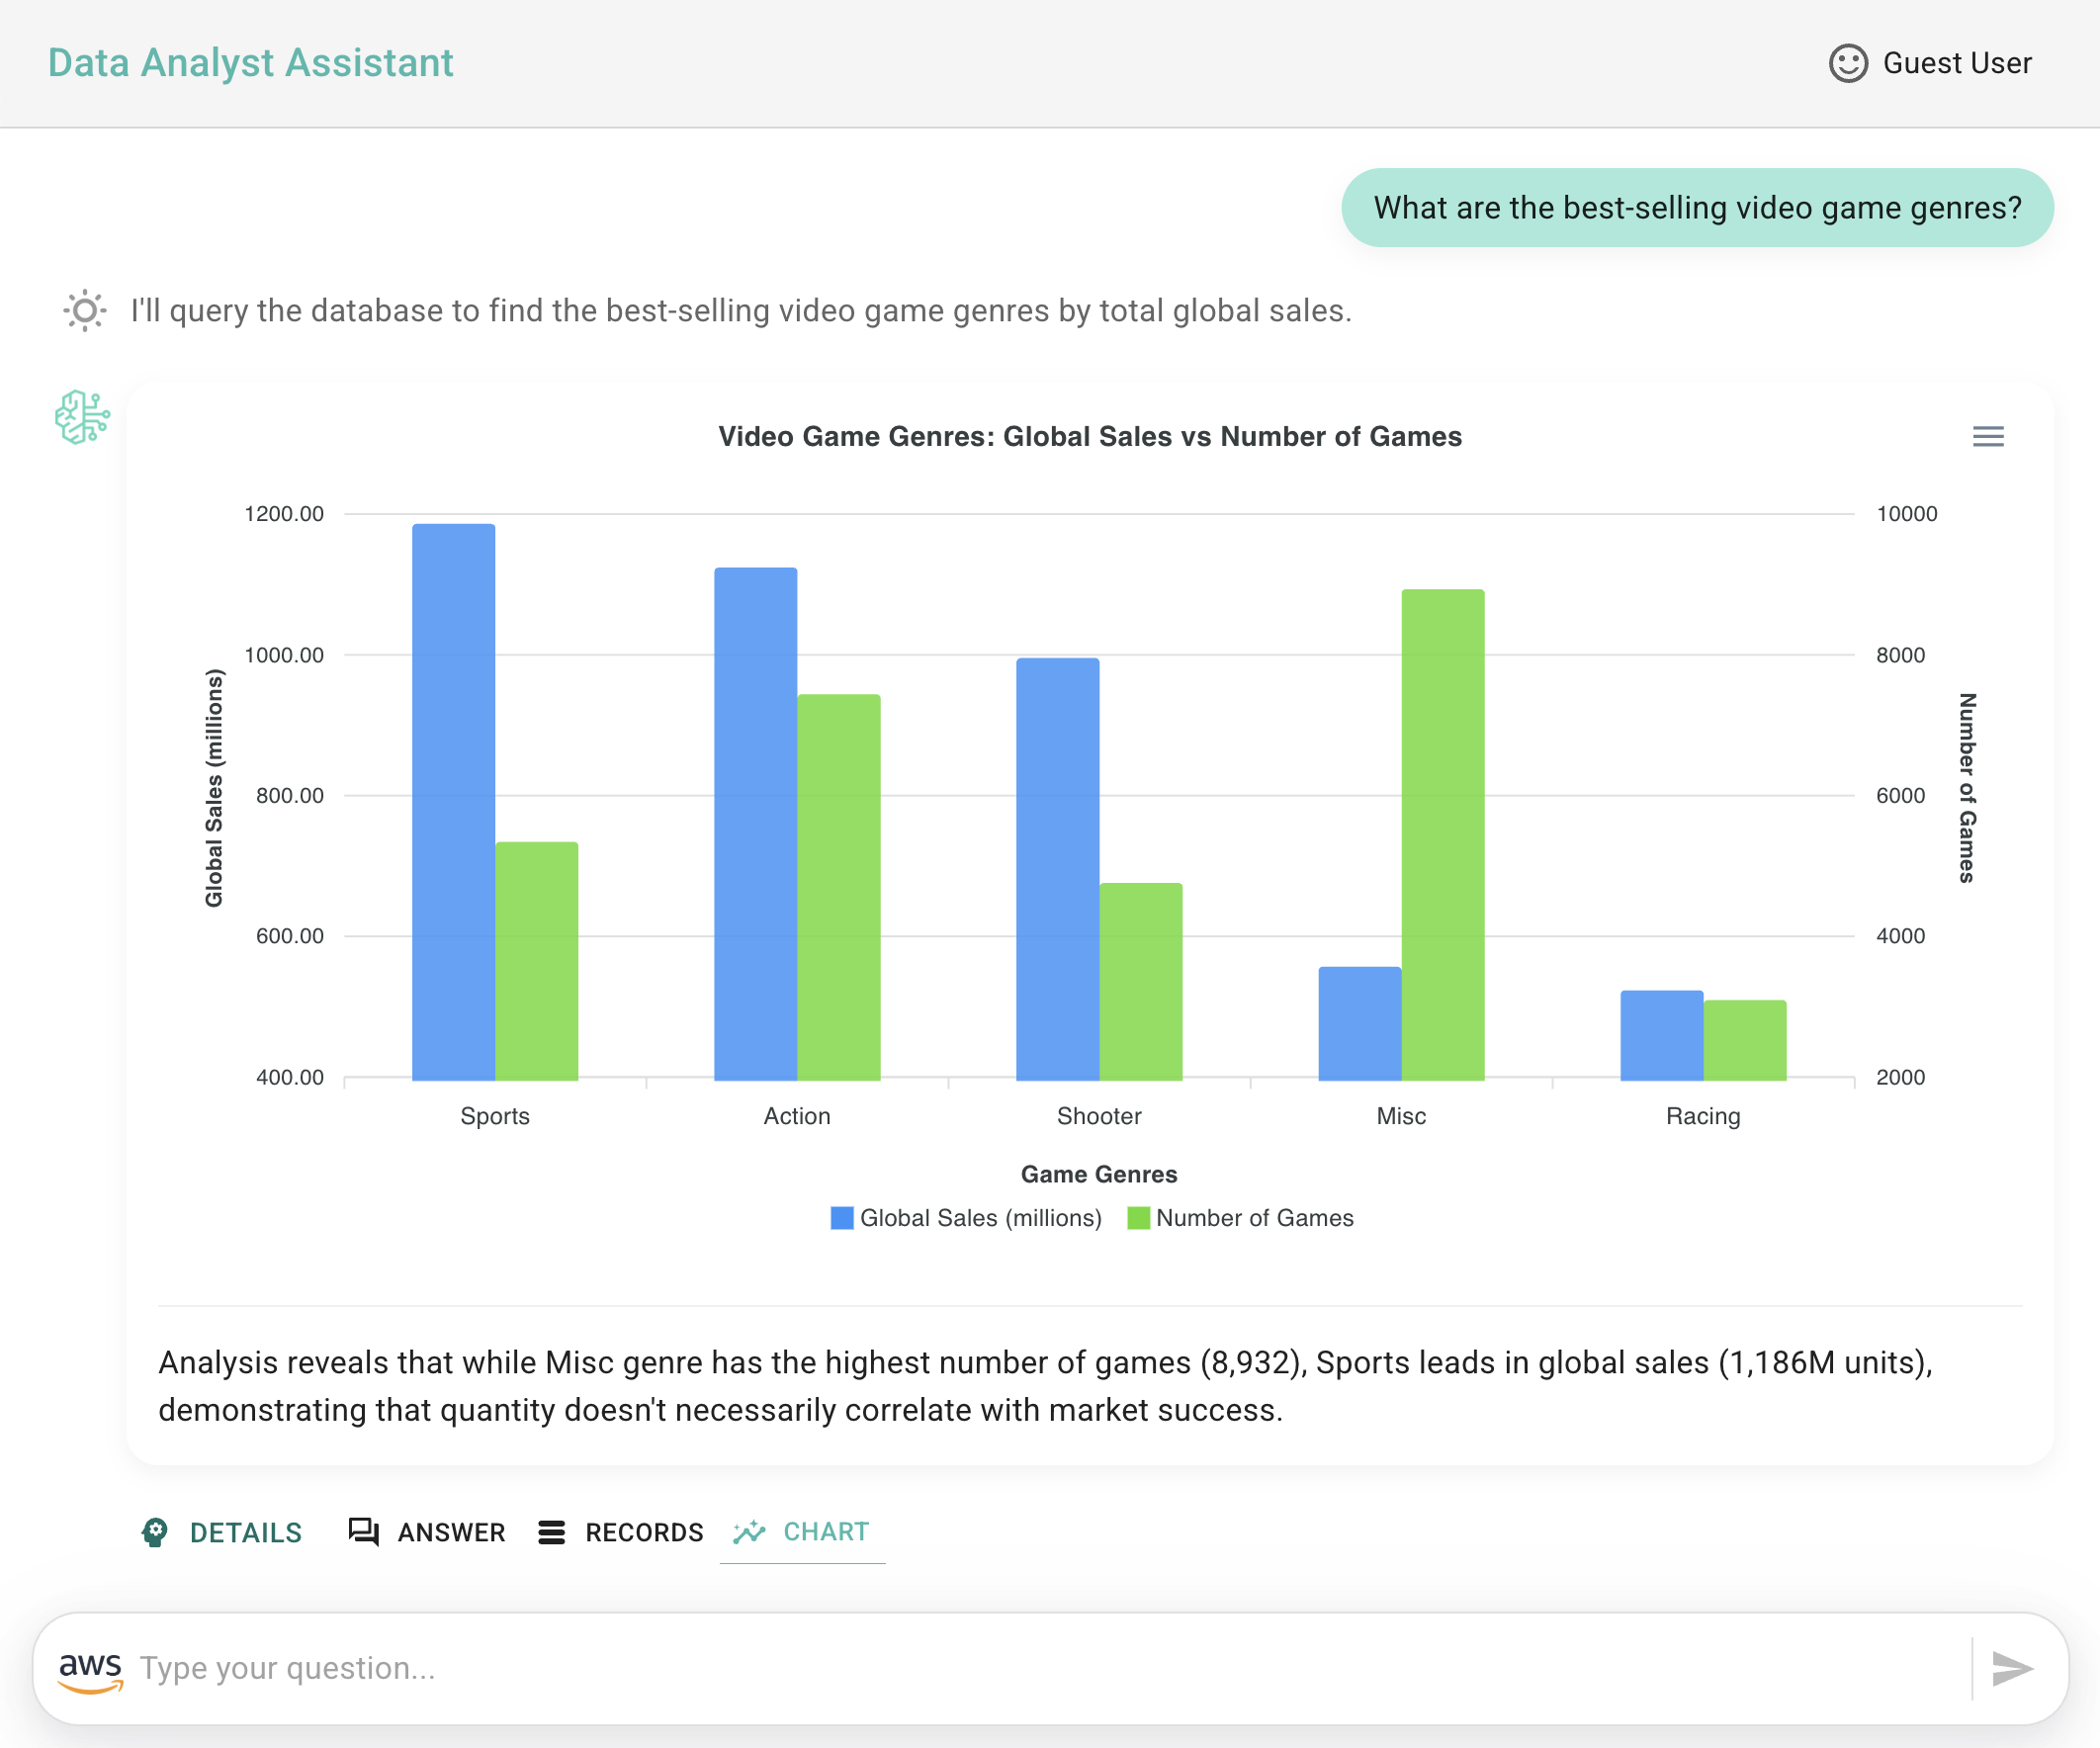 Data Analyst Assistant
Guest User
What are the best-selling video game genres?
I'll query the database to find the best-selling video game genres by total global sales.
Video Game Genres: Global Sales vs Number of Games
1200.00
1000.00
800.00
600.00
400.00
Global Sales (millions)
10000
8000
6000
4000
2000
Number of Games
Sports
Action
Shooter
Misc
Racing
Game Genres
Global Sales (millions)
Number of Games
Analysis reveals that while Misc genre has the highest number of games (8,932), Sports leads in global sales (1,186M units),
demonstrating that quantity doesn't necessarily correlate with market success.
DETAILS
ANSWER
RECORDS
CHART
aws
Type your question...